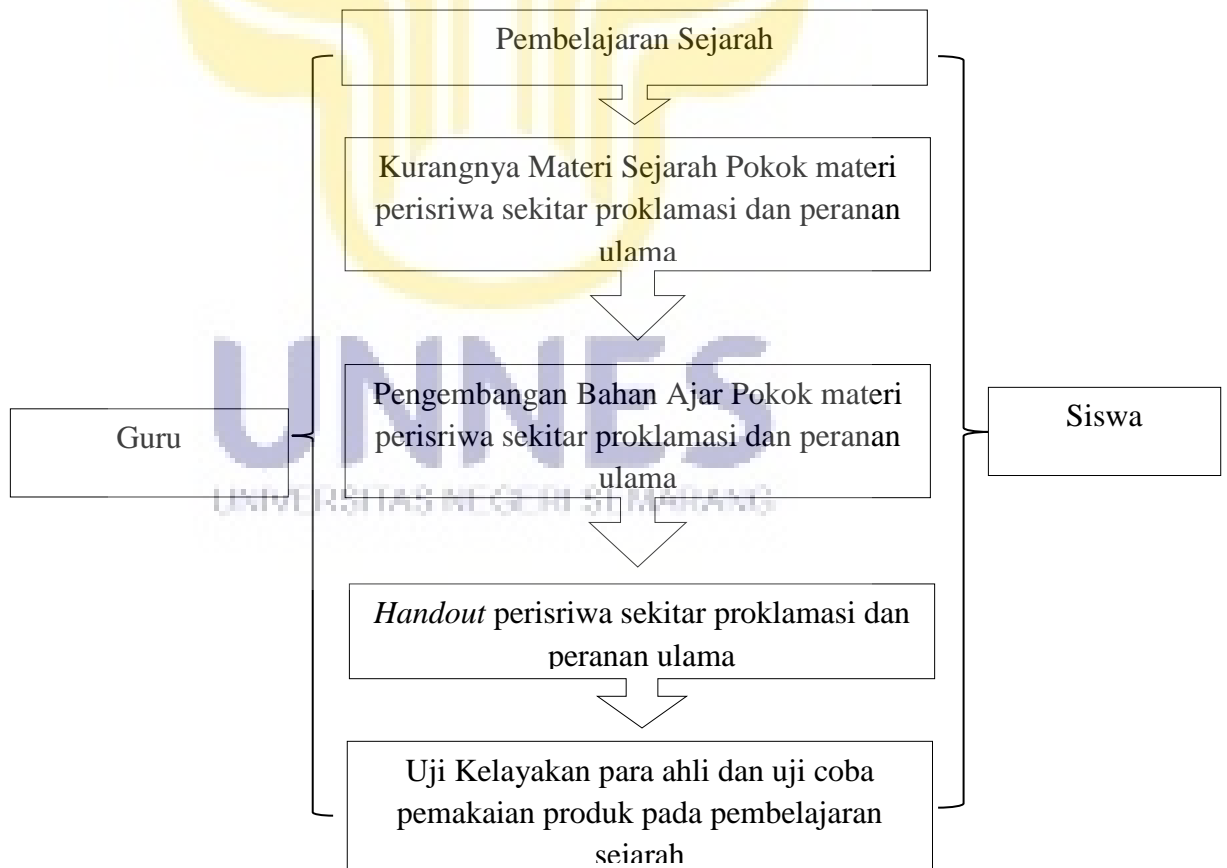 Pembelajaran Sejarah
Kurangnya Materi Sejarah Pokok materi
perisriwa sekitar proklamasi dan peranan
ulama
Pengembangan Bahan Ajar Pokok materi
perisriwa sekitar proklamasi dan peranan
ulama
Guru
Siswa
UNNES
UNIVERSITAS NEGERI SEMARANG
Handout perisriwa sekitar proklamasi dan
peranan ulama
Uji Kelayakan para ahli dan uji coba
pemakaian produk pada pembelajaran
sejarah